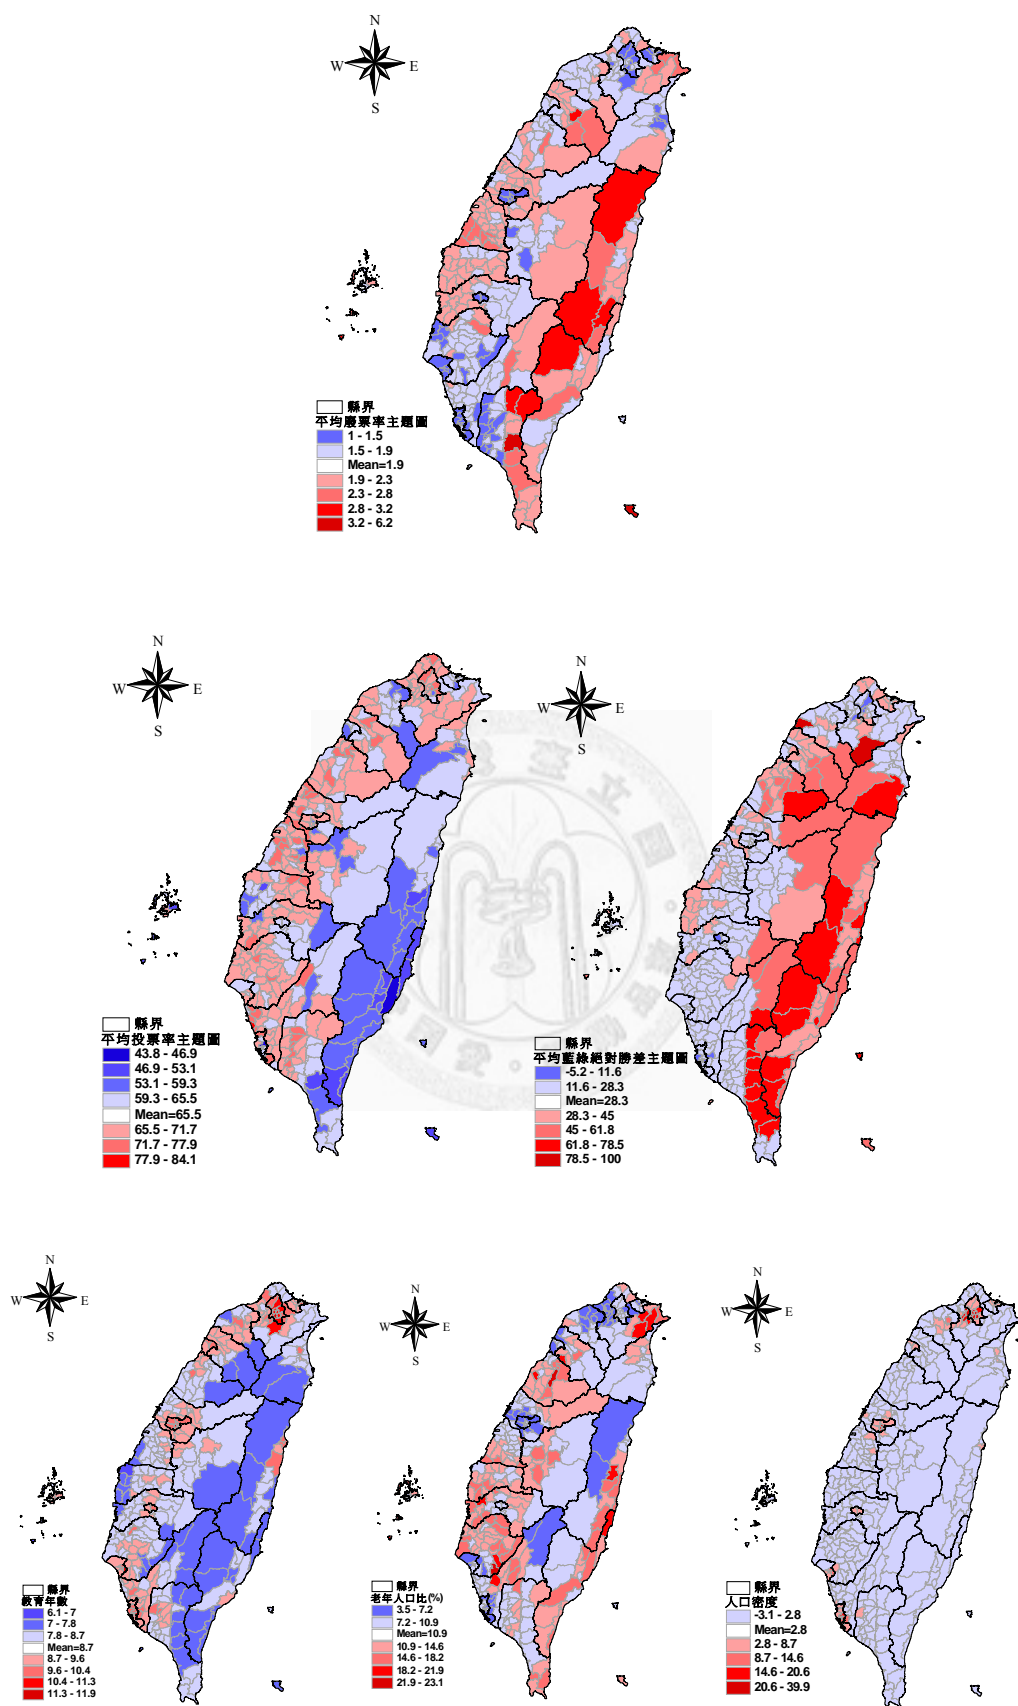 N
W E
S
縣界
平均廢票率主題圖
1 - 1.5
1.5 - 1.9
Mean=1.9
1.9 - 2.3
2.3 - 2.8
2.8 - 3.2
3.2 - 6.2
N
W E
S
縣界
平均投票率主題圖
43.8 - 46.9
46.9 - 53.1
53.1 - 59.3
59.3 - 65.5
Mean=65.5
65.5 - 71.7
71.7 - 77.9
77.9 - 84.1
N
W E
S
縣界
平均藍綠絕對勝差主題圖
-5.2 - 11.6
11.6 - 28.3
Mean=28.3
28.3 - 45
45 - 61.8
61.8 - 78.5
78.5 - 100
N
W E
S
縣界
教育年數
6.1 - 7
7 - 7.8
7.8 - 8.7
Mean=8.7
8.7 - 9.6
9.6 - 10.4
10.4 - 11.3
11.3 - 11.9
N
W E
S
縣界
老年人口比(%)
3.5 - 7.2
7.2 - 10.9
Mean=10.9
10.9 - 14.6
14.6 - 18.2
18.2 - 21.9
21.9 - 23.1
N
W E
S
縣界
人口密度
-3.1 - 2.8
Mean=2.8
2.8 - 8.7
8.7 - 14.6
14.6 - 20.6
20.6 - 39.9